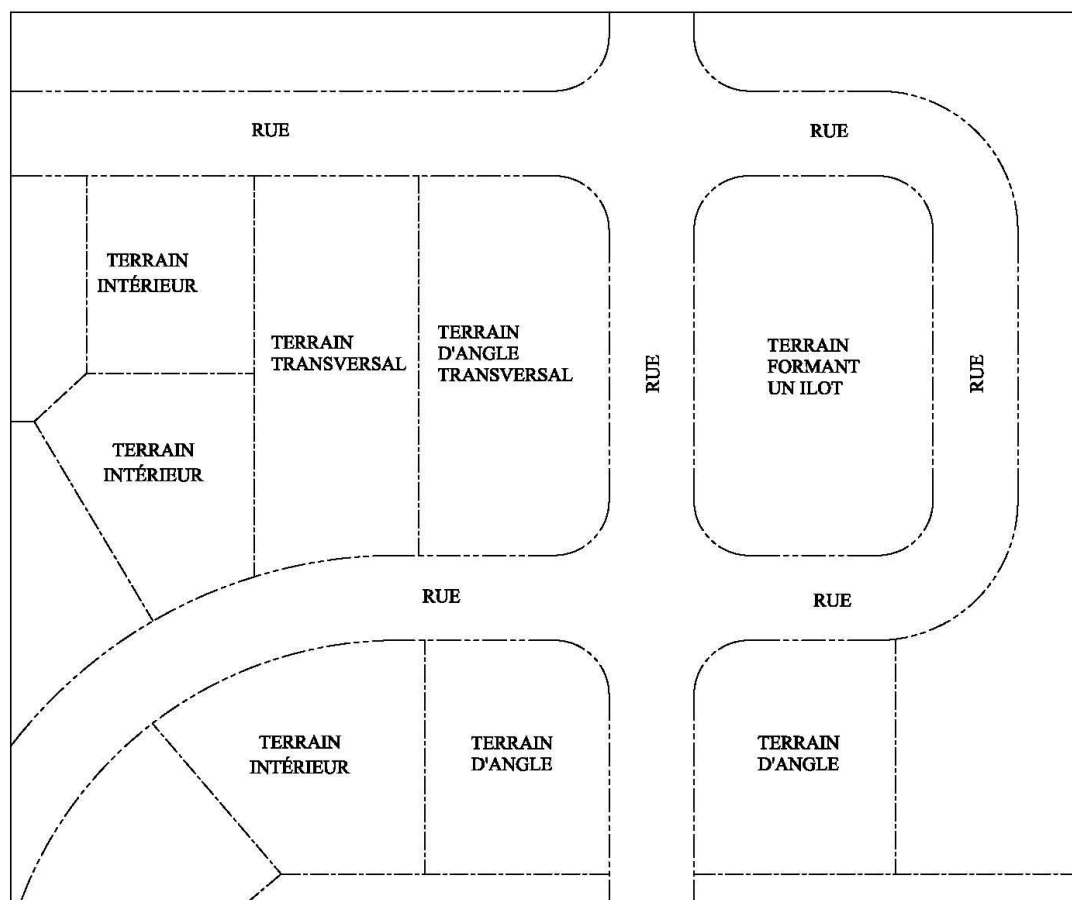 RUE
RUE
TERRAIN
INTÉRIEUR
TERRAIN
TRANSVERSAL
TERRAIN
D'ANGLE
TRANSVERSAL
RUE
TERRAIN
FORMANT
UN ILOT
RUE
TERRAIN
INTÉRIEUR
RUE
RUE
TERRAIN
INTÉRIEUR
TERRAIN
D'ANGLE
TERRAIN
D'ANGLE